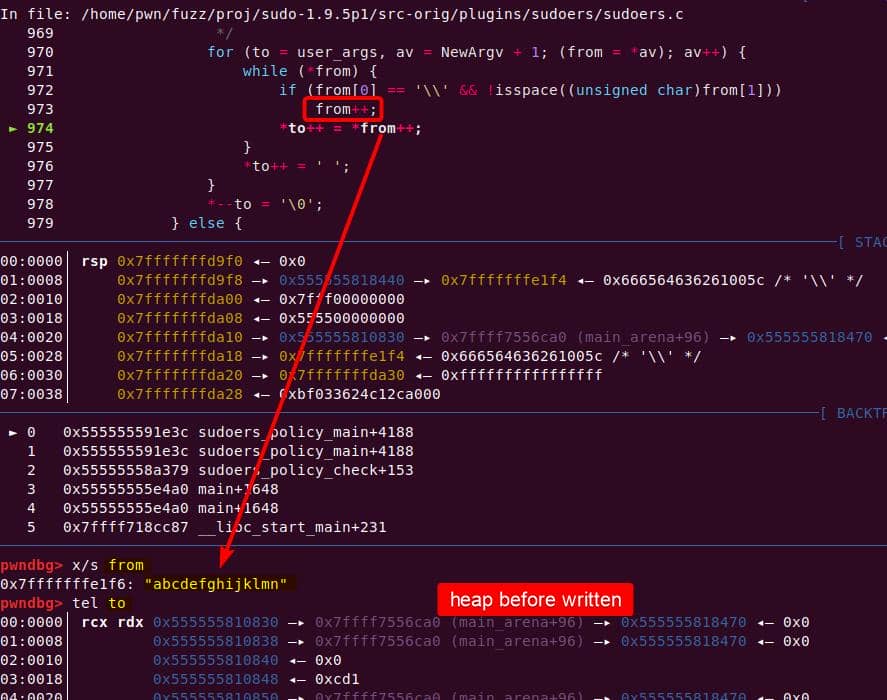 In file: /home/pwn/fuzz/proj/sudo-1.9.5p1/src-orig/plugins/sudoers/sudoers.c
969 */
970 for (to = user_args, av = NewArgv + 1; (from = *av); av++) {
971 while (*from) {
972 if (from[0] == '\\' && !isspace((unsigned char)from[1]))
973 from++;
► 974 *to++ = *from++;
975 }
976 *to++ = ' ';
977 }
978 *--to = '\0';
979 } else {
[ STAC
00:0000│ rsp 0x7fffffffd9f0 ◂— 0x0
01:0008│ 0x7fffffffd9f8 —▸ 0x555555818440 —▸ 0x7fffffffe1f4 ◂— 0x666564636261005c /* '\\' */
02:0010│ 0x7fffffffda00 ◂— 0x7fff00000000
03:0018│ 0x7fffffffda08 ◂— 0x555500000000
04:0020│ 0x7fffffffda10 —▸ 0x555555810830 —▸ 0x7ffff7556ca0 (main_arena+96) —▸ 0x555555818470 ◂
05:0028│ 0x7fffffffda18 —▸ 0x7fffffffe1f4 ◂— 0x666564636261005c /* '\\' */
06:0030│ 0x7fffffffda20 —▸ 0x7fffffffda30 ◂— 0xffffffffffffffff
07:0038│ 0x7fffffffda28 ◂— 0xbf033624c12ca000
[ BACKTR
► 0 0x555555591e3c sudoers_policy_main+4188
1 0x555555591e3c sudoers_policy_main+4188
2 0x55555558a379 sudoers_policy_check+153
3 0x55555555e4a0 main+1648
4 0x55555555e4a0 main+1648
5 0x7ffff718cc87 __libc_start_main+231
pwndbg> x/s from
0x7fffffffe1f6: "abcdefghijklmn"
pwndbg> tel to
heap before written
00:0000│ rcx rdx 0x555555810830 —▸ 0x7ffff7556ca0 (main_arena+96) —▸ 0x555555818470 ◂— 0x0
01:0008│ 0x555555810838 —▸ 0x7ffff7556ca0 (main_arena+96) —▸ 0x555555818470 ◂— 0x0
02:0010│ 0x555555810840 ◂— 0x0
03:0018│ 0x555555810848 ◂— 0xcd1
04:0020│ 0x555555810850 —▸ 0x7ffff7556ca0 (main_arena+96) —▸ 0x555555818470 ◂— 0x0